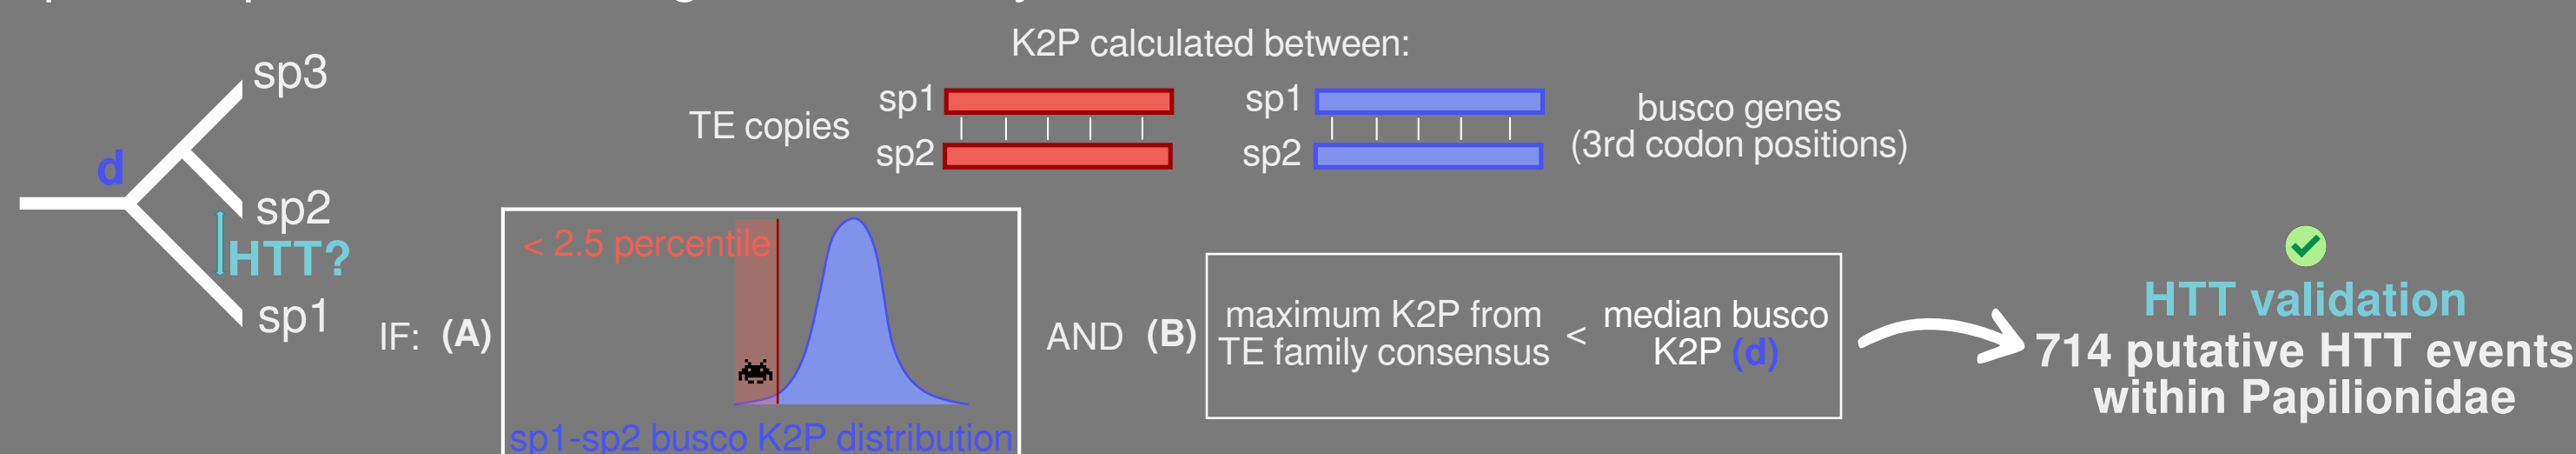 K2P calculated between:
sp3
sp1
sp1
TE copies
busco genes
(3rd codon positions)
sp2
sp2
d
sp2
HTT?
sp1
IF: (A)
< 2.5 percentile
sp1-sp2 busco K2P distribution
AND (B)
maximum K2P from
TE family consensus
<
median busco
K2P (d)
HTT validation
714 putative HTT events
within Papilionidae